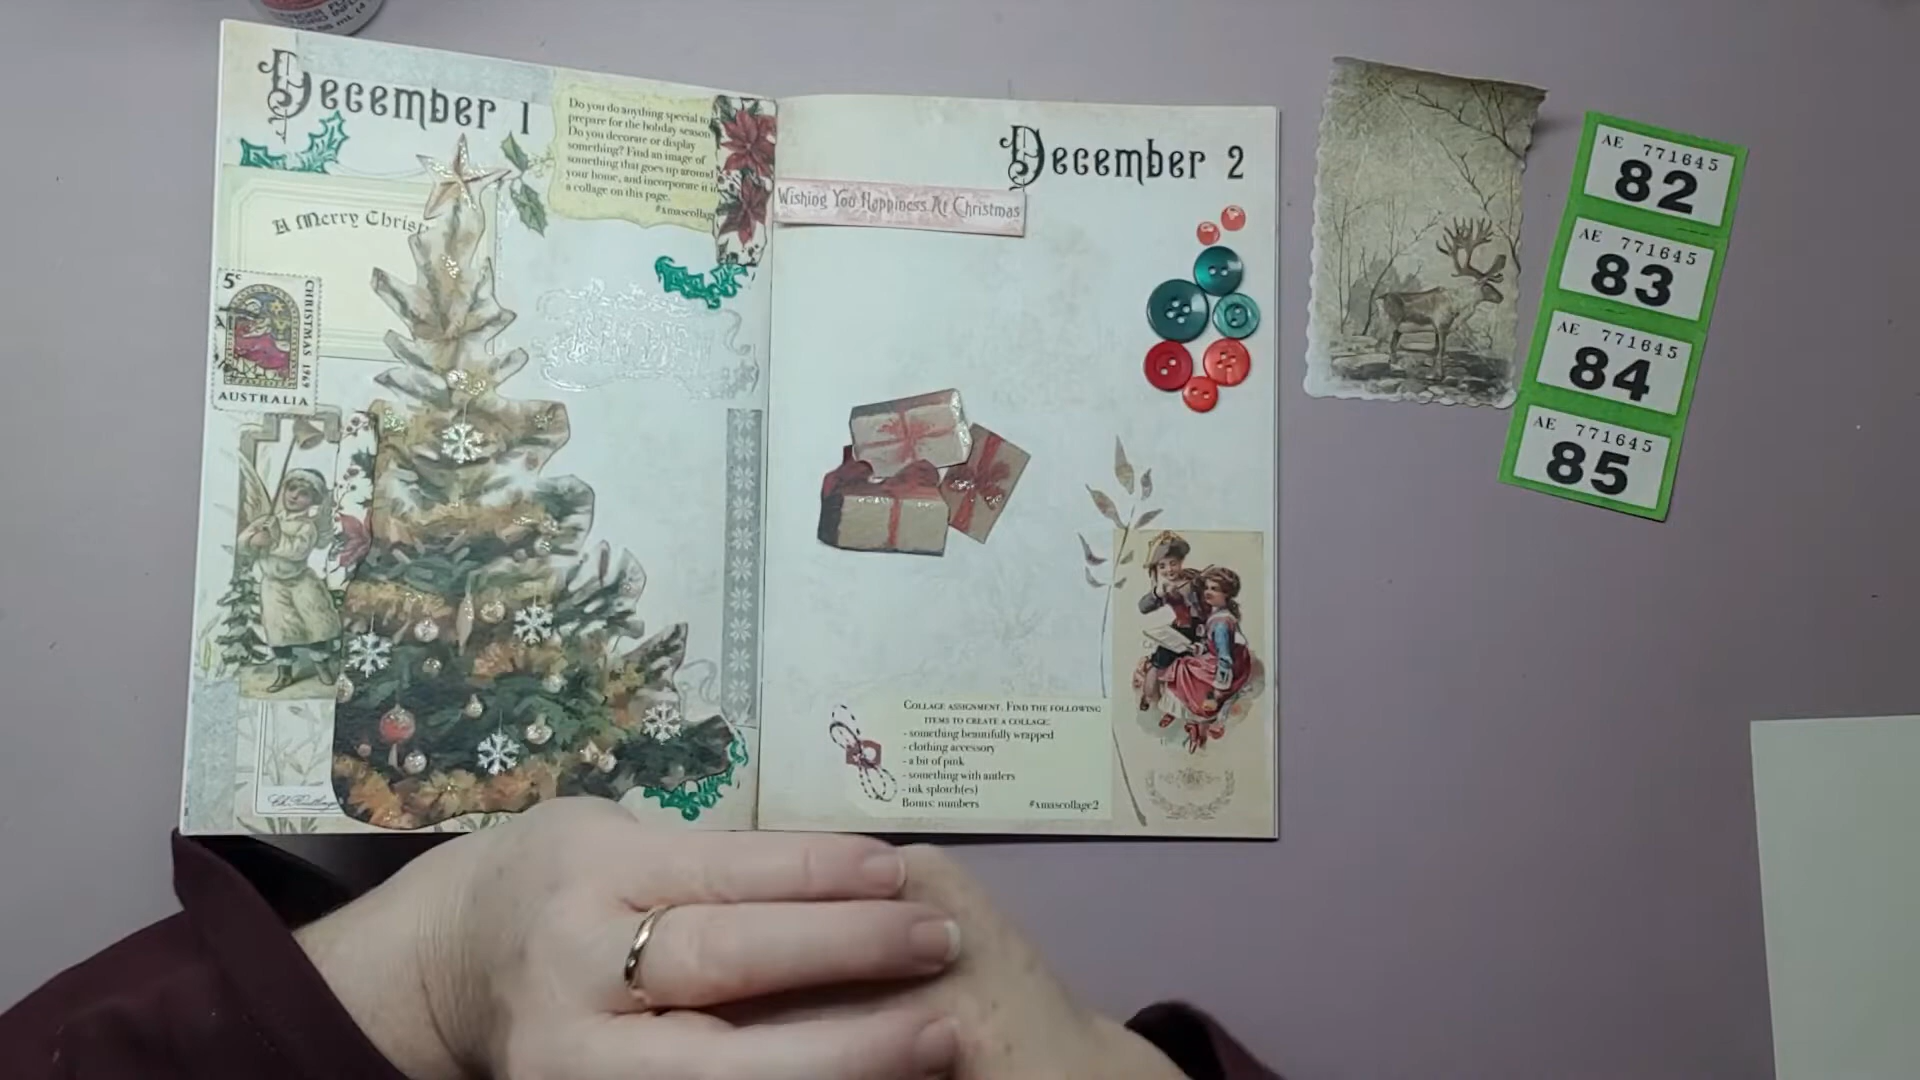 December 1
Do you do anything special to
prepare for the holiday season
Do you decorate or display
something? Find an image of
something that goes up around
your home, and incorporate it in
a collage on this page.
#xmascollag
A Merry Christ
5c
CHRISTMAS 1969
AUSTRALIA
December 2
Wishing You Happiness At Christmas
COLLAGE ASSIGNMENT. FIND THE FOLLOWING
ITEMS TO CREATE A COLLAGE:
- something beautifully wrapped
- clothing accessory
- a bit of pink
- something with antlers
- ink splotch(es)
Bonus: numbers #xmascollage2
AE 771645
82
AE 771645
83
AE 771645
84
AE 771645
85